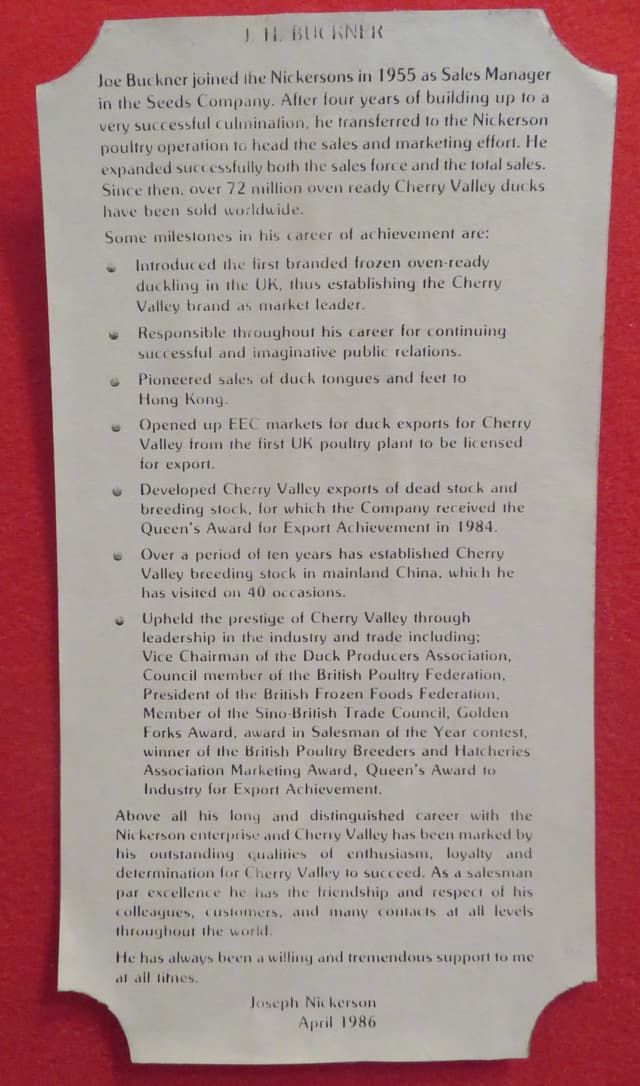 J. H. BUCKNER
Joe Buckner joined the Nickersons in 1955 as Sales Manager
in the Seeds Company. After four years of building up to a
very successful culmination, he transferred to the Nickerson
poultry operation to head the sales and marketing effort. He
expanded successfully both the sales force and the total sales.
Since then, over 72 million oven ready Cherry Valley ducks
have been sold worldwide.
Some milestones in his career of achievement are:
Introduced the first branded frozen oven-ready
duckling in the UK, thus establishing the Cherry
Valley brand as market leader.
Responsible throughout his career for continuing
successful and imaginative public relations.
Pioneered sales of duck tongues and feet to
Hong Kong.
Opened up EEC markets for duck exports for Cherry
Valley from the first UK poultry plant to be licensed
for export.
Developed Cherry Valley exports of dead stock and
breeding stock, for which the Company received the
Queen's Award for Export Achievement in 1984.
Over a period of ten years has established Cherry
Valley breeding stock in mainland China, which he
has visited on 40 occasions.
Upheld the prestige of Cherry Valley through
leadership in the industry and trade including;
Vice Chairman of the Duck Producers Association,
Council member of the British Poultry Federation,
President of the British Frozen Foods Federation,
Member of the Sino-British Trade Council, Golden
Forks Award, award in Salesman of the Year contest,
winner of the British Poultry Breeders and Hatcheries
Association Marketing Award, Queen's Award to
Industry for Export Achievement.
Above all his long and distinguished career with the
Nickerson enterprise and Cherry Valley has been marked by
his outstanding qualities of enthusiasm, loyalty and
determination for Cherry Valley to succeed. As a salesman
par excellence he has the friendship and respect of his
colleagues, customers, and many contacts at all levels
throughout the world.
He has always been a willing and tremendous support to me
at all times.
Joseph Nickerson
April 1986